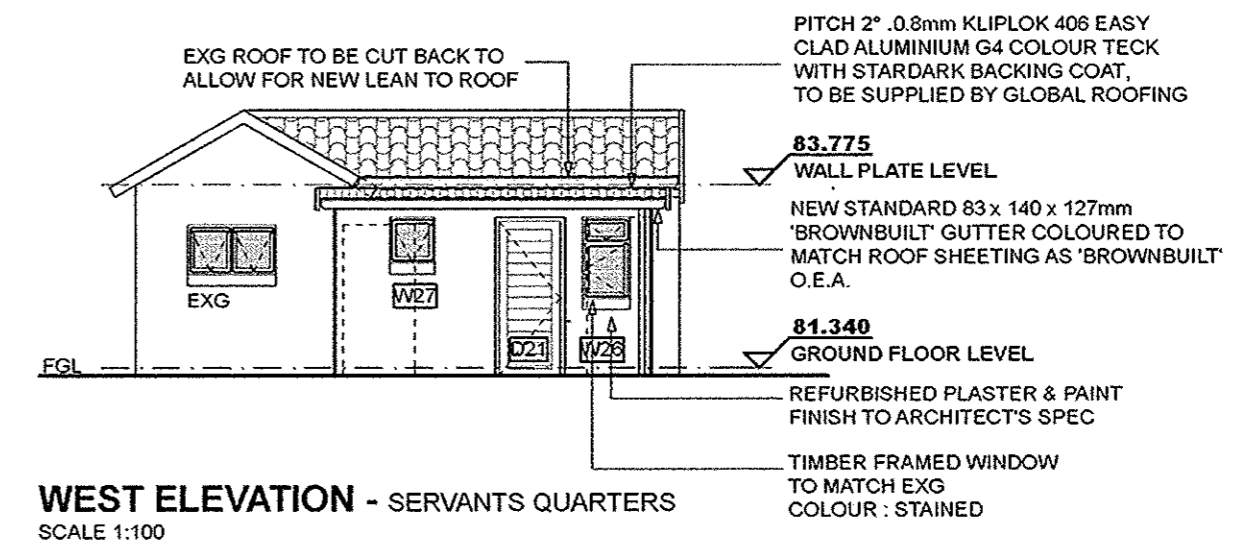 EXG ROOF TO BE CUT BACK TO
ALLOW FOR NEW LEAN TO ROOF
PITCH 2° .0.8mm KLIPLOK 406 EASY
CLAD ALUMINIUM G4 COLOUR TECK
WITH STARDARK BACKING COAT,
TO BE SUPPLIED BY GLOBAL ROOFING
83.775
WALL PLATE LEVEL
NEW STANDARD 83 x 140 x 127mm
'BROWNBUILT' GUTTER COLOURED TO
MATCH ROOF SHEETING AS 'BROWNBUILT'
O.E.A.
EXG
W27
D21
W26
81.340
GROUND FLOOR LEVEL
FGL
REFURBISHED PLASTER & PAINT
FINISH TO ARCHITECT'S SPEC
TIMBER FRAMED WINDOW
TO MATCH EXG
COLOUR : STAINED
WEST ELEVATION - SERVANTS QUARTERS
SCALE 1:100